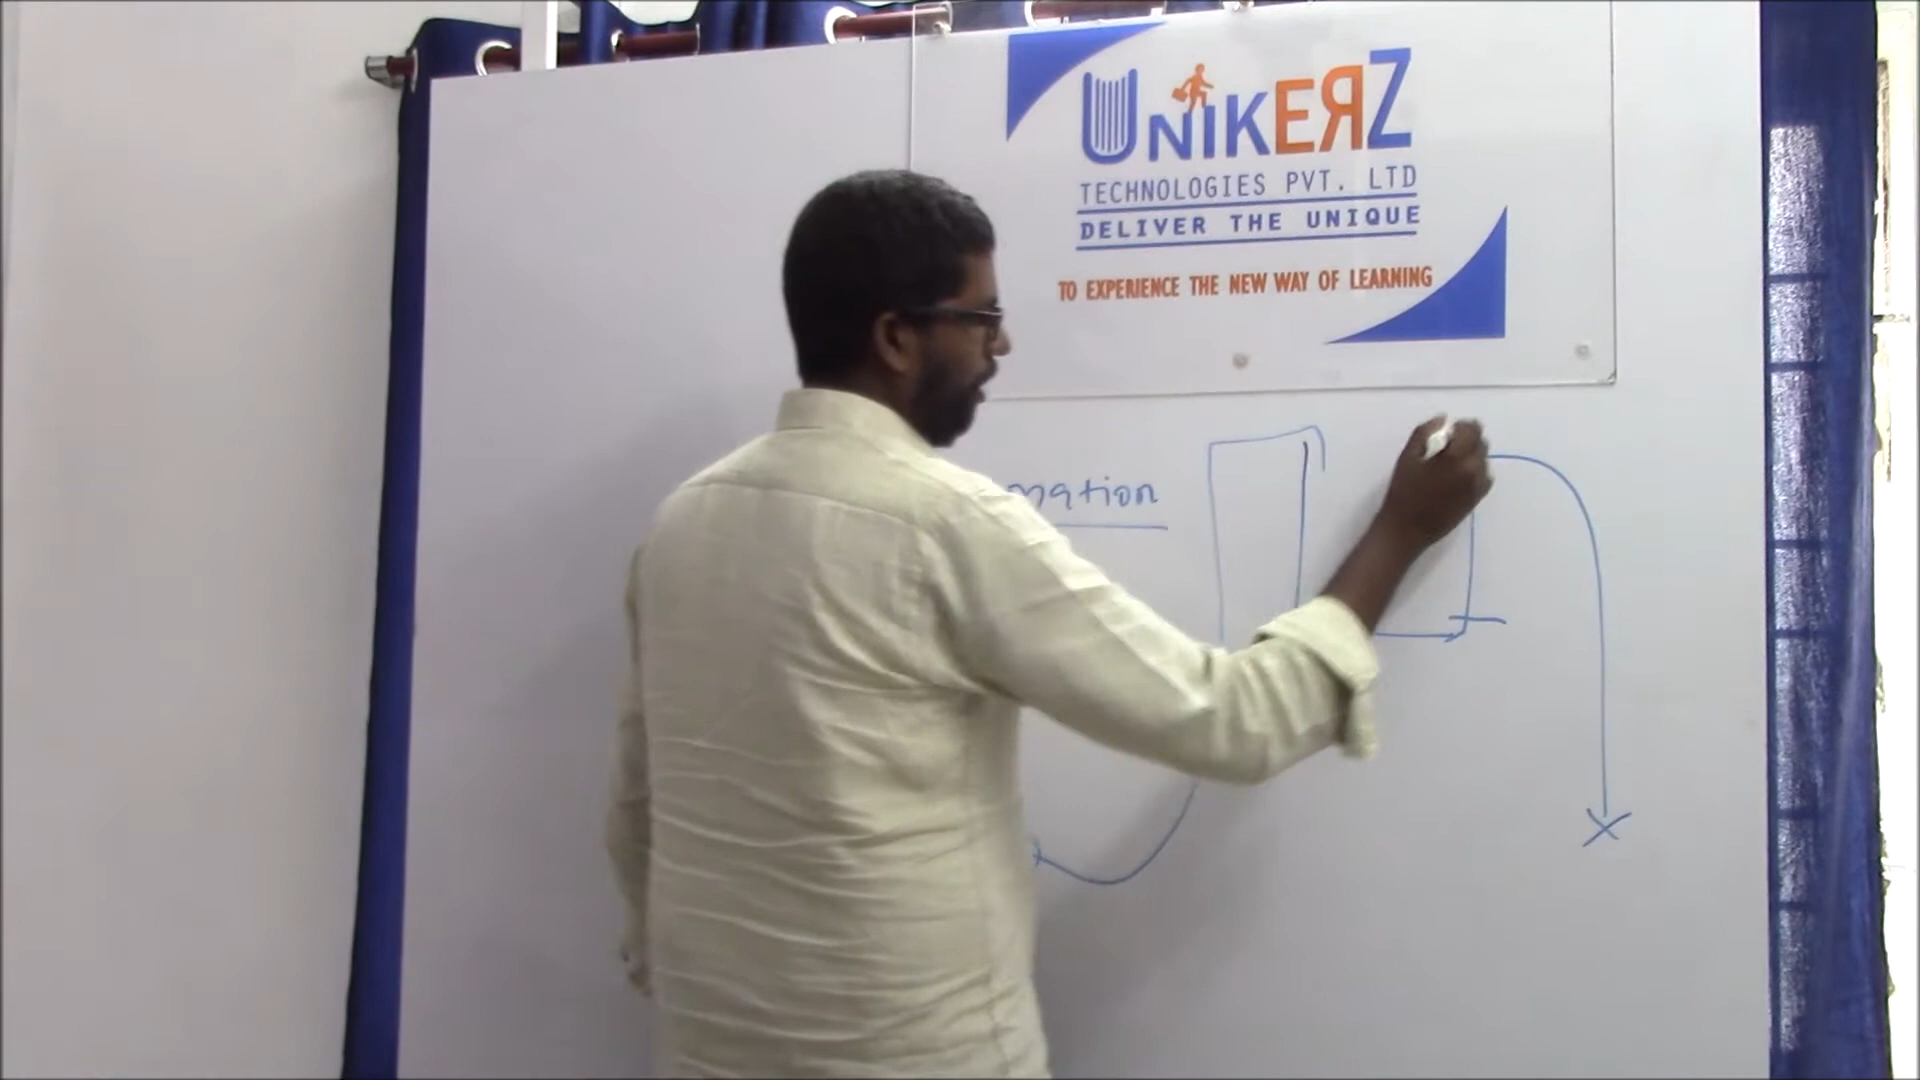 UNIKERZ
TECHNOLOGIES PVT. LTD
DELIVER THE UNIQUE
TO EXPERIENCE THE NEW WAY OF LEARNING
mation